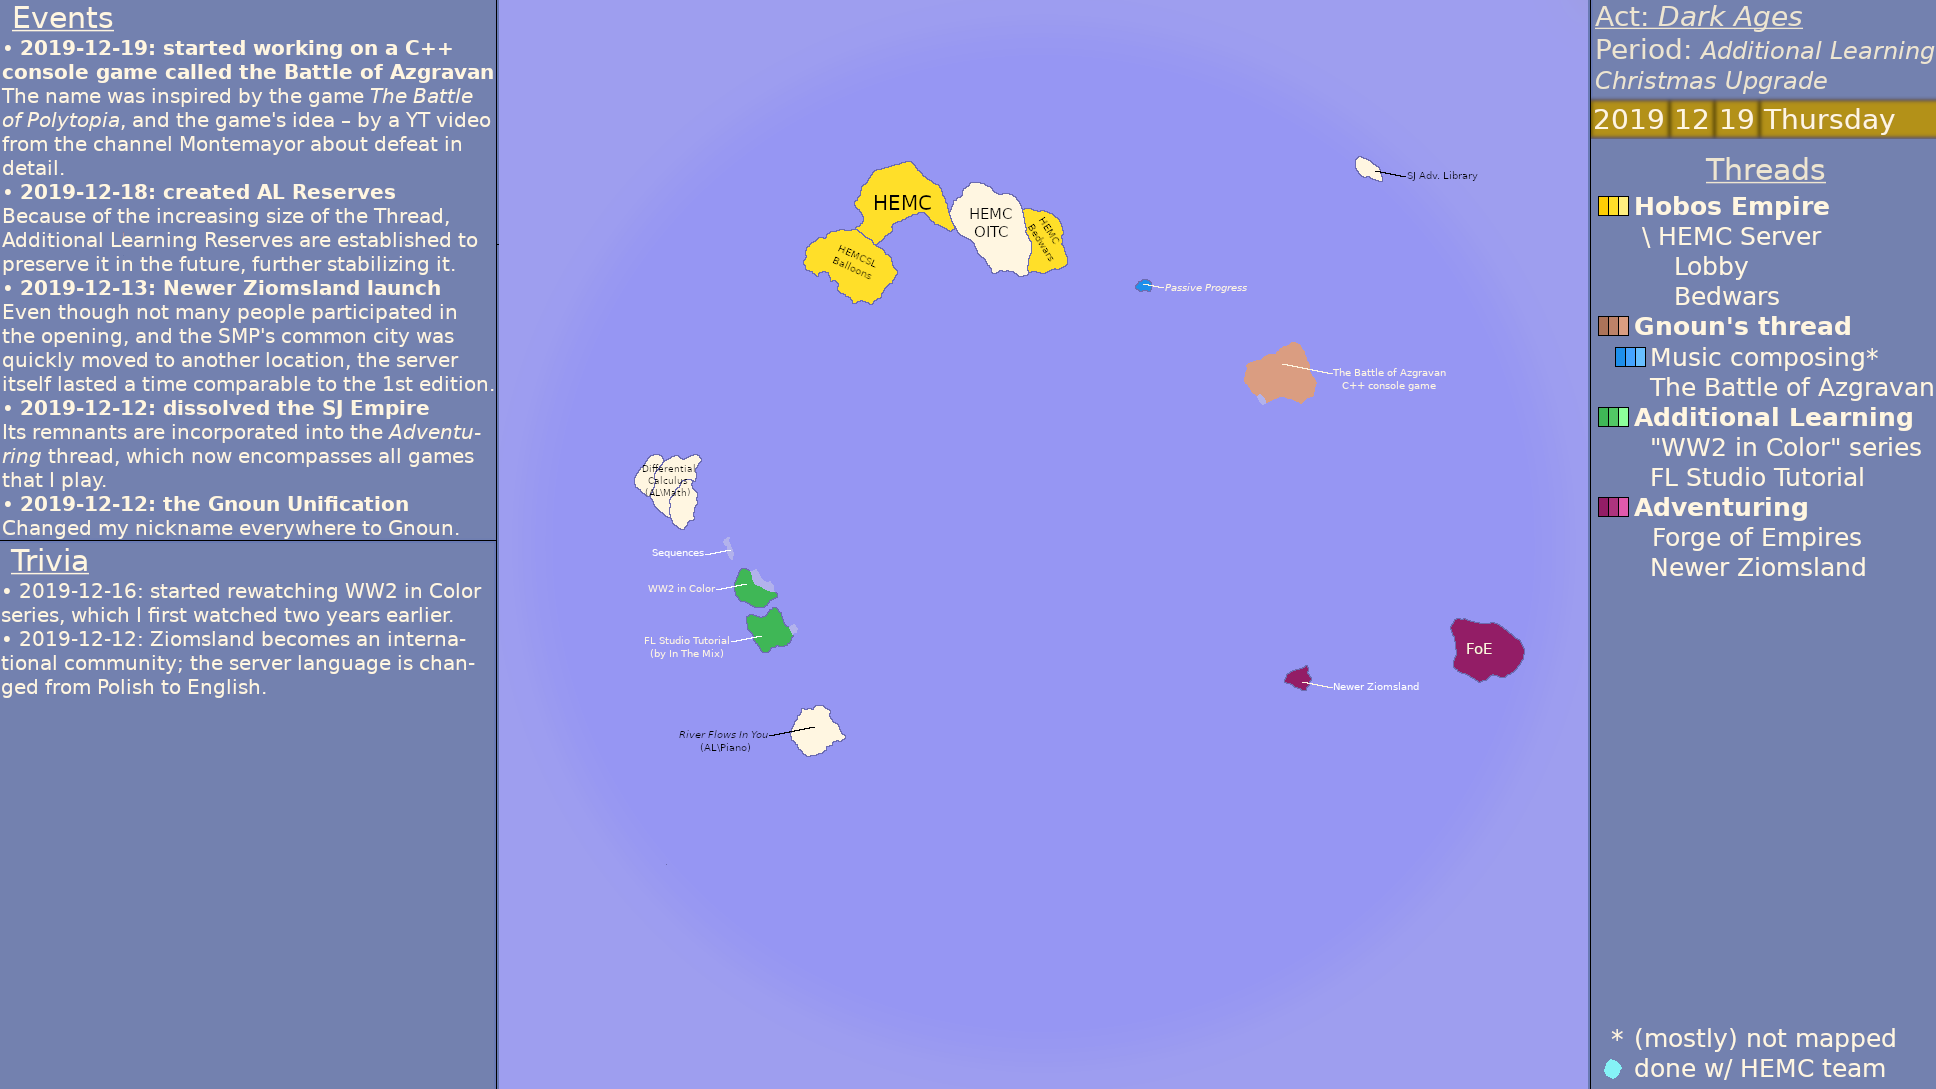 Events
• 2019-12-19: started working on a C++
console game called the Battle of Azgravan
The name was inspired by the game The Battle
of Polytopia, and the game's idea – by a YT video
from the channel Montemayor about defeat in
detail.
• 2019-12-18: created AL Reserves
Because of the increasing size of the Thread,
Additional Learning Reserves are established to
preserve it in the future, further stabilizing it.
• 2019-12-13: Newer Ziomsland launch
Even though not many people participated in
the opening, and the SMP's common city was
quickly moved to another location, the server
itself lasted a time comparable to the 1st edition.
• 2019-12-12: dissolved the SJ Empire
Its remnants are incorporated into the Adventu-
ring thread, which now encompasses all games
that I play.
• 2019-12-12: the Gnoun Unification
Changed my nickname everywhere to Gnoun.
Trivia
• 2019-12-16: started rewatching WW2 in Color
series, which I first watched two years earlier.
• 2019-12-12: Ziomsland becomes an interna-
tional community; the server language is chan-
ged from Polish to English.
HEMC
HEMC
OITC
HEMC
Bedwars
HEMCSL
Balloons
SJ Adv. Library
Passive Progress
The Battle of Azgravan
C++ console game
Differential
Calculus
(AL\Math)
Sequences
WW2 in Color
FL Studio Tutorial
(by In The Mix)
River Flows In You
(AL\Piano)
FoE
Newer Ziomsland
Act: Dark Ages
Period: Additional Learning
Christmas Upgrade
2019 12 19 Thursday
Threads
Hobos Empire
\ HEMC Server
Lobby
Bedwars
Gnoun's thread
Music composing*
The Battle of Azgravan
Additional Learning
"WW2 in Color" series
FL Studio Tutorial
Adventuring
Forge of Empires
Newer Ziomsland
* (mostly) not mapped
done w/ HEMC team